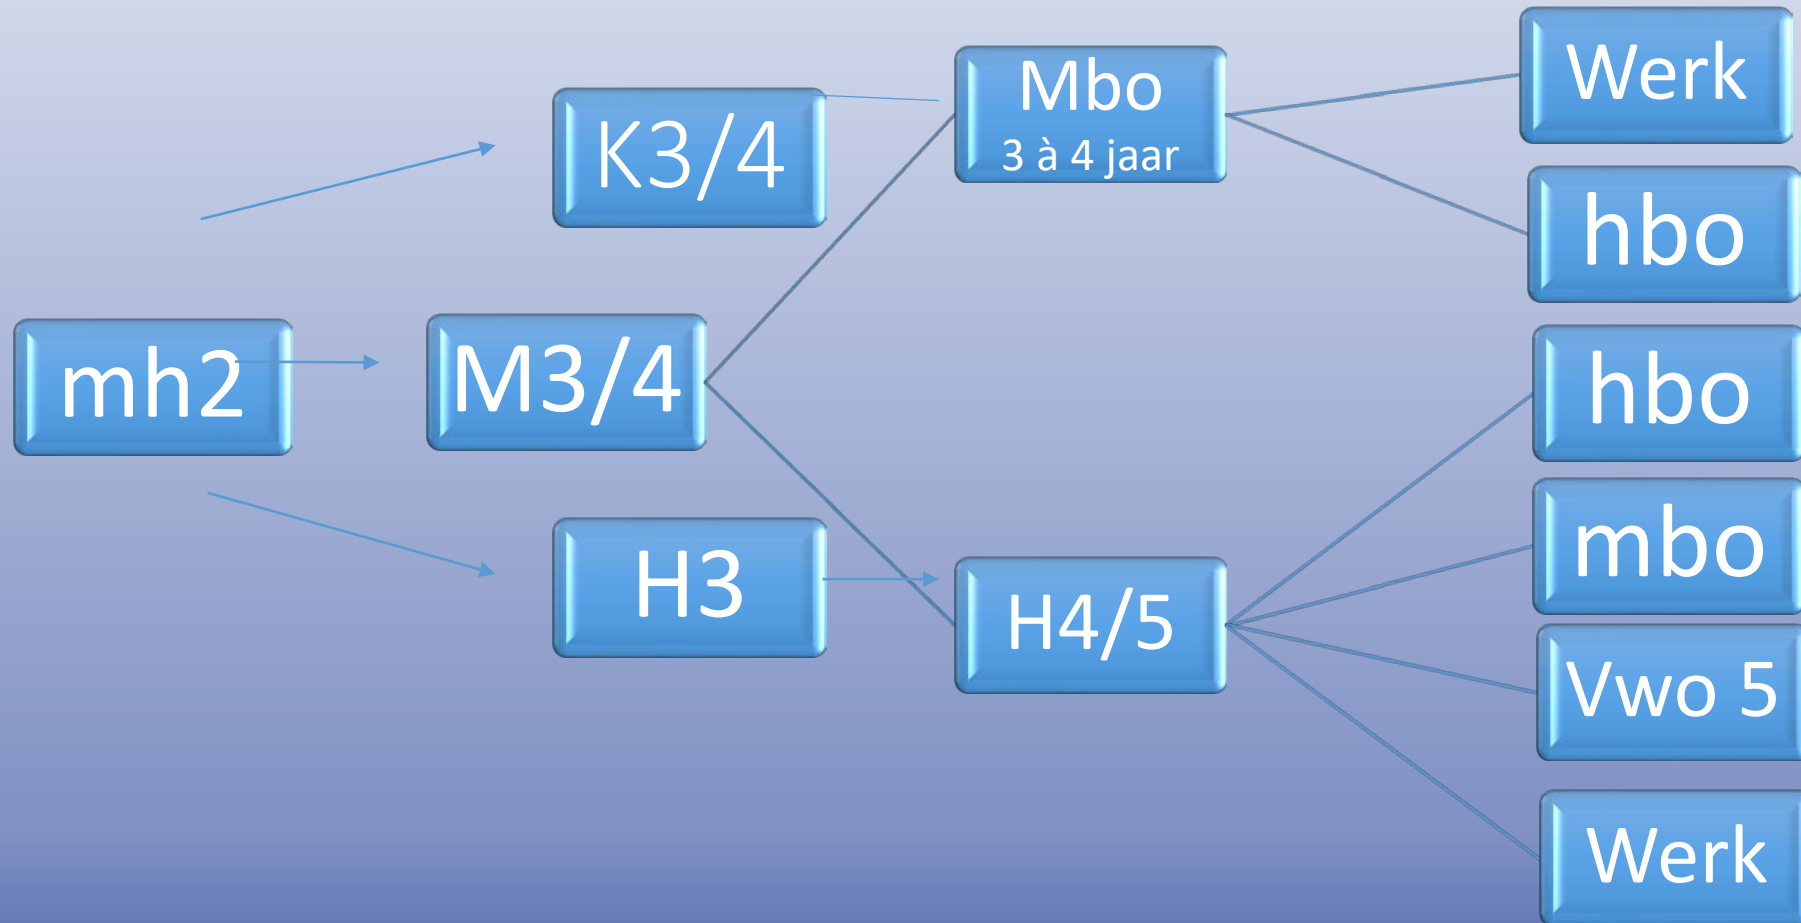 mh2
K3/4
M3/4
H3
Mbo
3 à 4 jaar
H4/5
Werk
hbo
hbo
mbo
Vwo 5
Werk